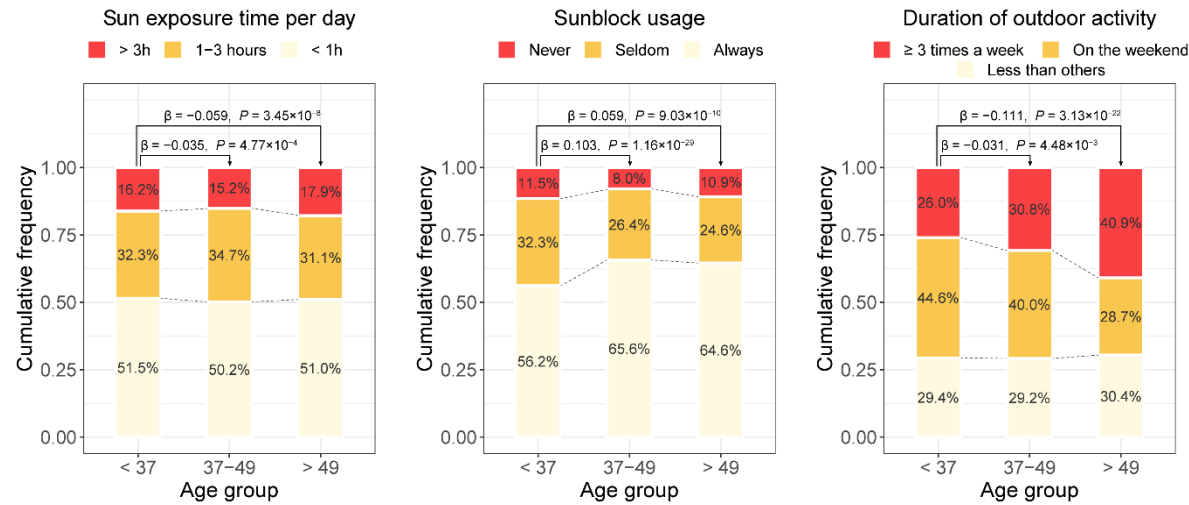 Sun exposure time per day
> 3h 1−3 hours < 1h
Cumulative frequency
1.00
0.75
0.50
0.25
0.00
β = −0.059, P = 3.45×10⁻⁸
β = −0.035, P = 4.77×10⁻⁴
16.2% 15.2% 17.9%
32.3% 34.7% 31.1%
51.5% 50.2% 51.0%
< 37 37−49 > 49
Age group
Sunblock usage
Never Seldom Always
Cumulative frequency
1.00
0.75
0.50
0.25
0.00
β = 0.059, P = 9.03×10⁻¹⁰
β = 0.103, P = 1.16×10⁻²⁹
11.5% 8.0% 10.9%
32.3% 26.4% 24.6%
56.2% 65.6% 64.6%
< 37 37−49 > 49
Age group
Duration of outdoor activity
≥ 3 times a week On the weekend
Less than others
Cumulative frequency
1.00
0.75
0.50
0.25
0.00
β = −0.111, P = 3.13×10⁻²²
β = −0.031, P = 4.48×10⁻³
26.0% 30.8% 40.9%
44.6% 40.0% 28.7%
29.4% 29.2% 30.4%
< 37 37−49 > 49
Age group